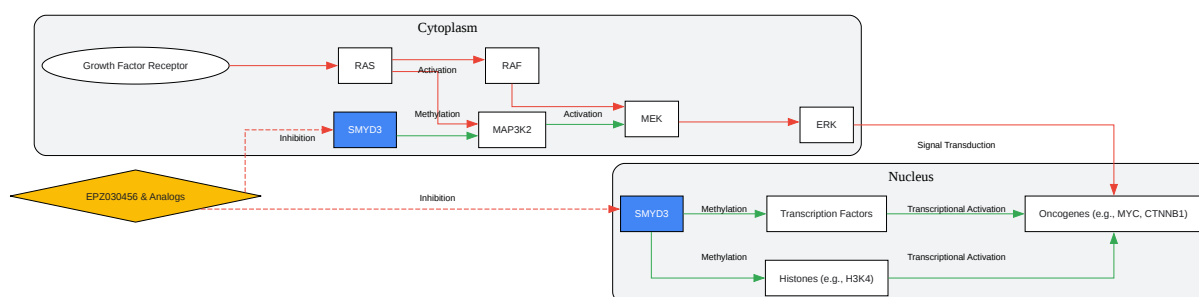 Cytoplasm
Growth Factor Receptor
RAS
RAF
Activation
SMYD3
Methylation
MAP3K2
Activation
MEK
ERK
Inhibition
Signal Transduction
EPZ030456 & Analogs
Inhibition
Nucleus
SMYD3
Methylation
Transcription Factors
Transcriptional Activation
Oncogenes (e.g., MYC, CTNNB1)
Methylation
Histones (e.g., H3K4)
Transcriptional Activation